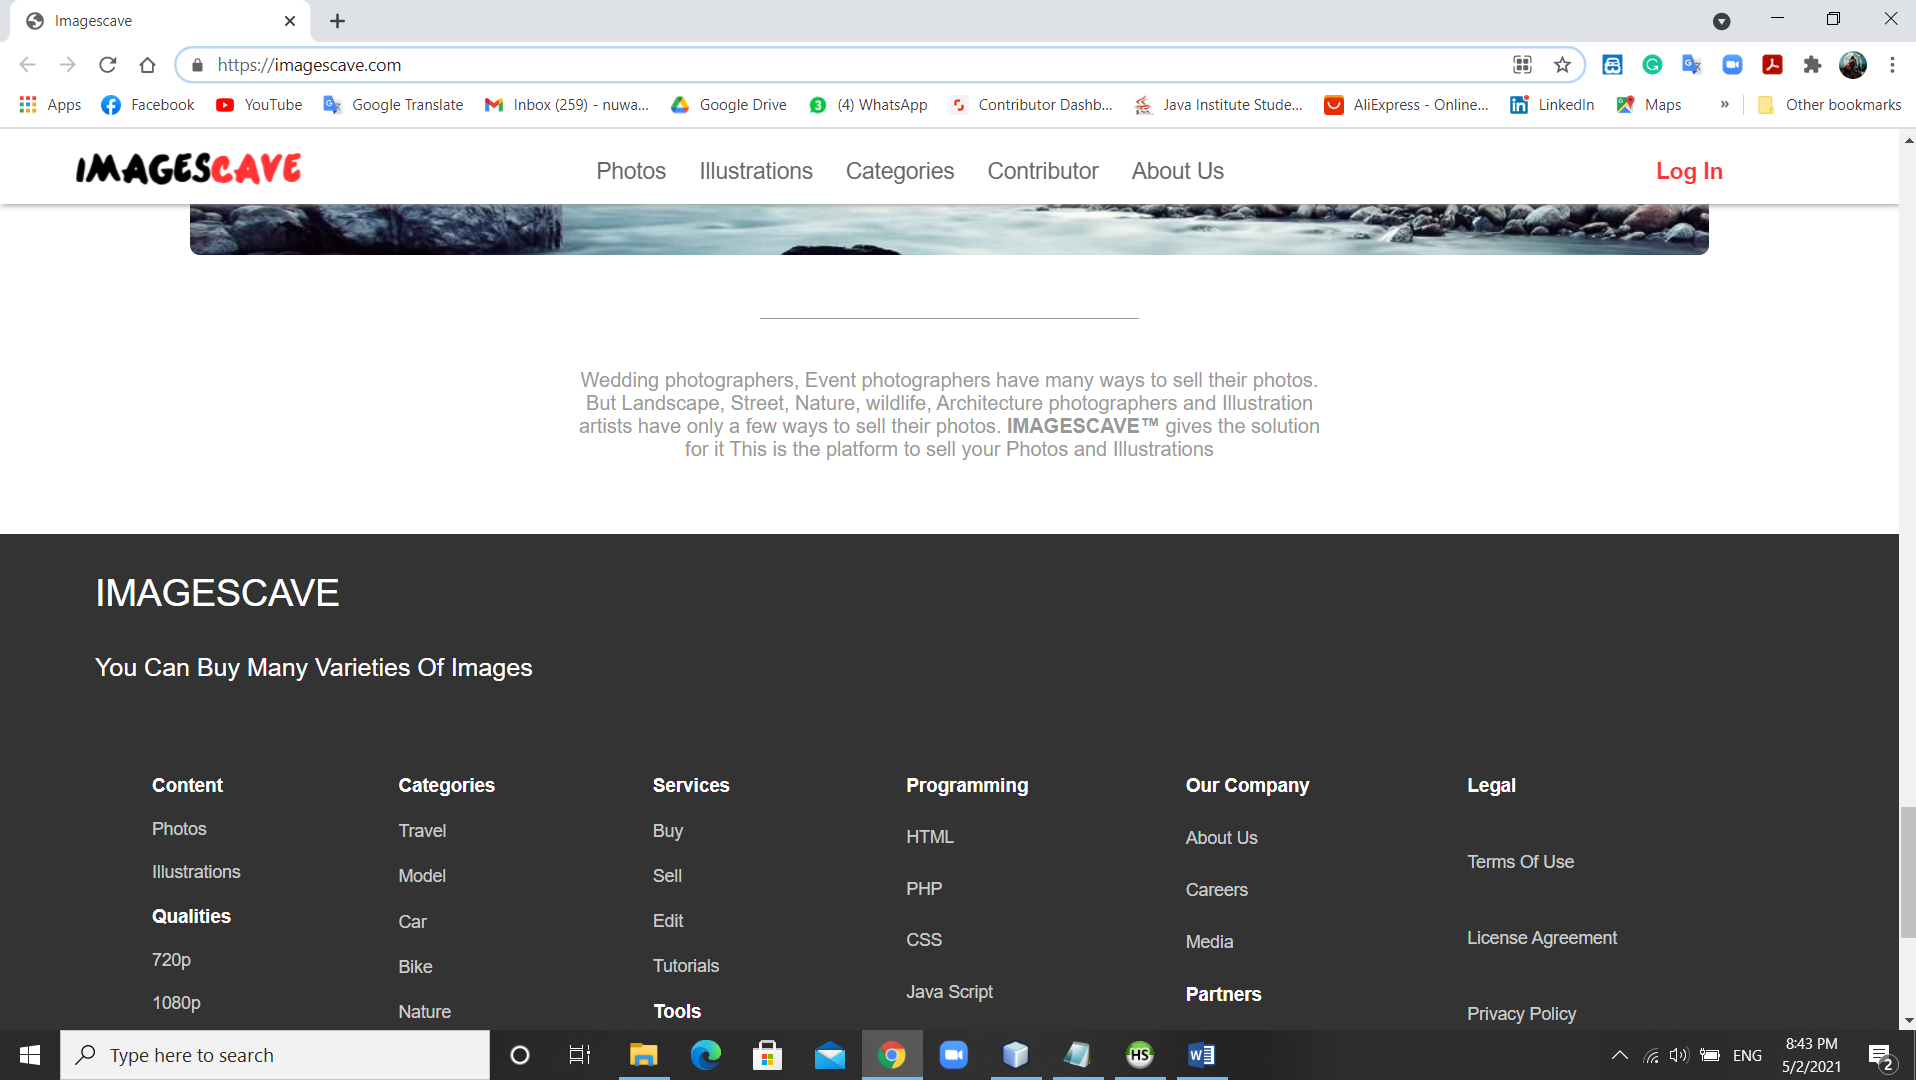 Imagescave
https://imagescave.com
Apps Facebook YouTube Google Translate Inbox (259) - nuwa... Google Drive (4) WhatsApp Contributor Dashb... Java Institute Stude... AliExpress - Online... LinkedIn Maps » Other bookmarks
IMAGESCAVE Photos Illustrations Categories Contributor About Us Log In
Wedding photographers, Event photographers have many ways to sell their photos.
But Landscape, Street, Nature, wildlife, Architecture photographers and Illustration
artists have only a few ways to sell their photos. IMAGESCAVE™ gives the solution
for it This is the platform to sell your Photos and Illustrations
IMAGESCAVE
You Can Buy Many Varieties Of Images
Content
Photos
Illustrations
Qualities
720p
1080p
Categories
Travel
Model
Car
Bike
Nature
Services
Buy
Sell
Edit
Tutorials
Tools
Programming
HTML
PHP
CSS
Java Script
Our Company
About Us
Careers
Media
Partners
Legal
Terms Of Use
License Agreement
Privacy Policy
Type here to search
HS
ENG
8:43 PM
5/2/2021
2